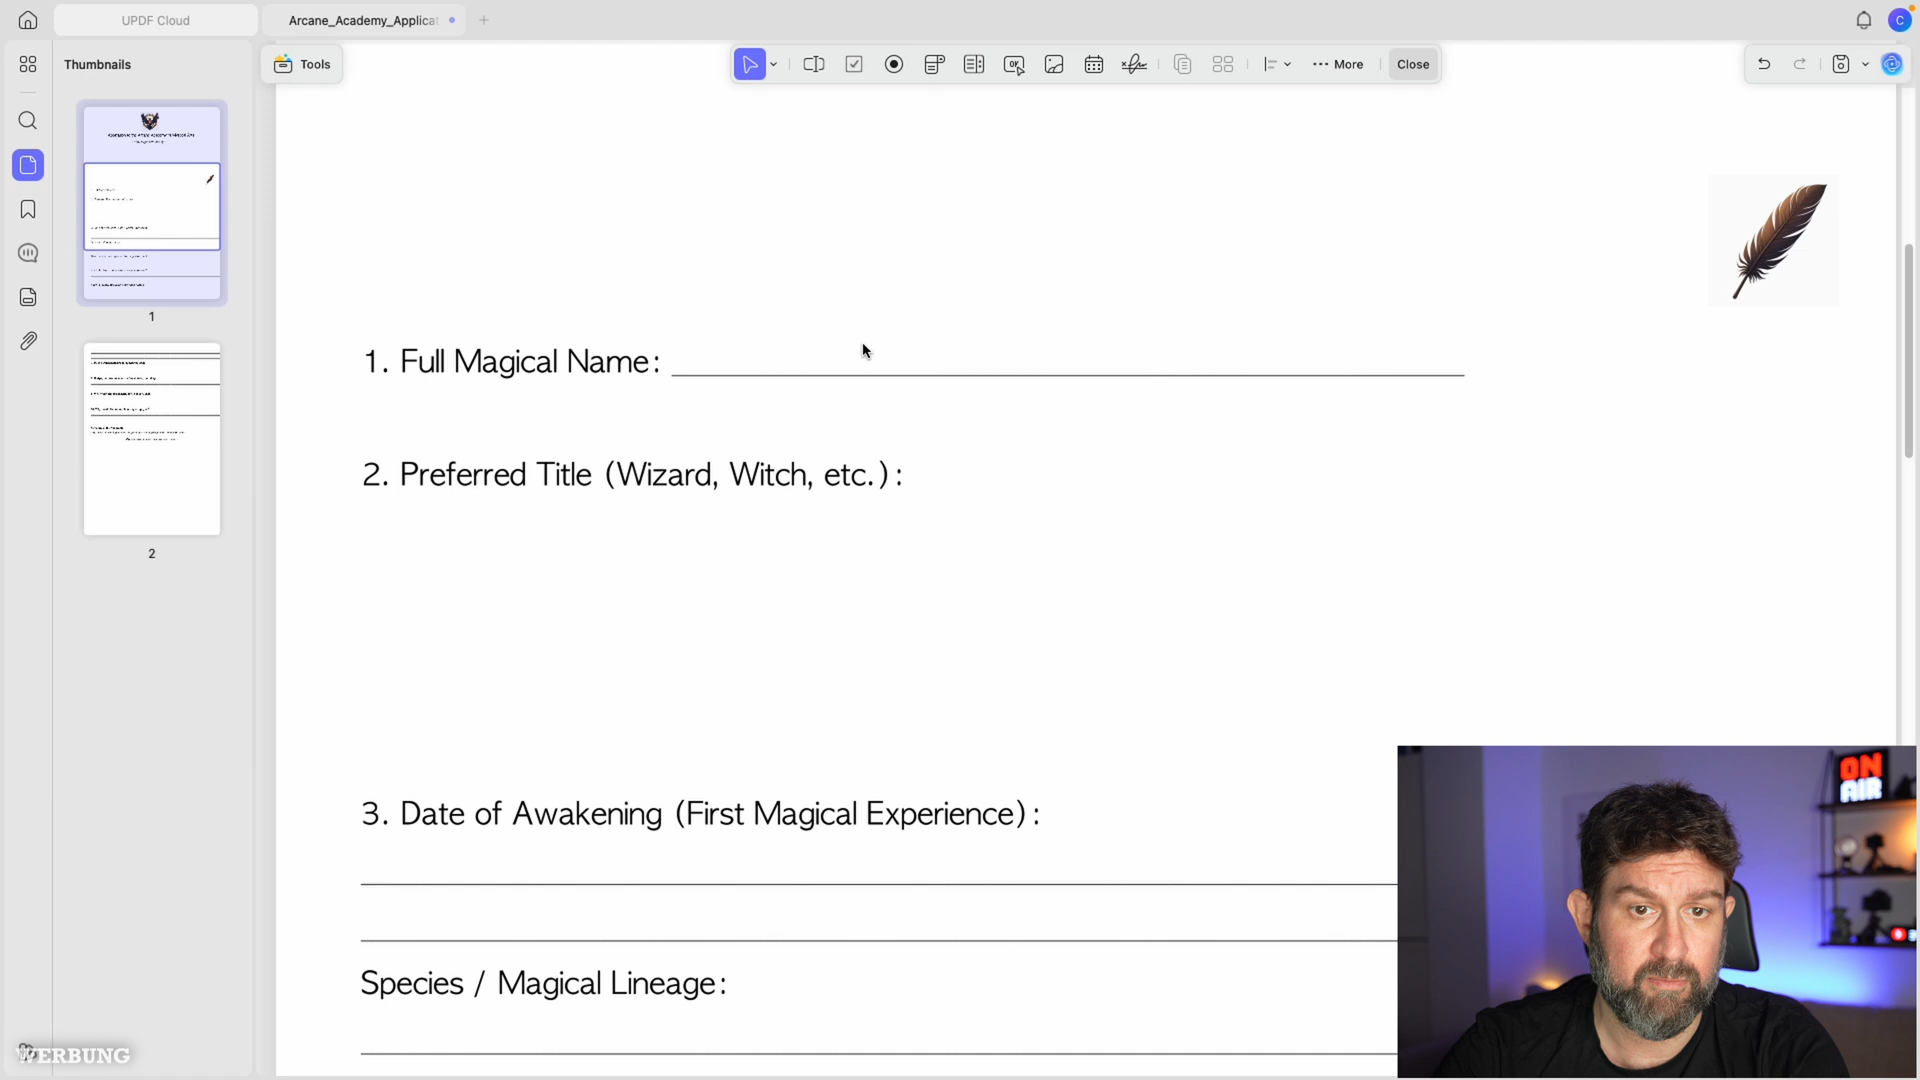 UPDF Cloud
Arcane_Academy_Applicat
C
Thumbnails
Tools
OK
More
Close
1
2
1. Full Magical Name:
2. Preferred Title (Wizard, Witch, etc.):
3. Date of Awakening (First Magical Experience):
Species / Magical Lineage:
ON
AIR
WERBUNG